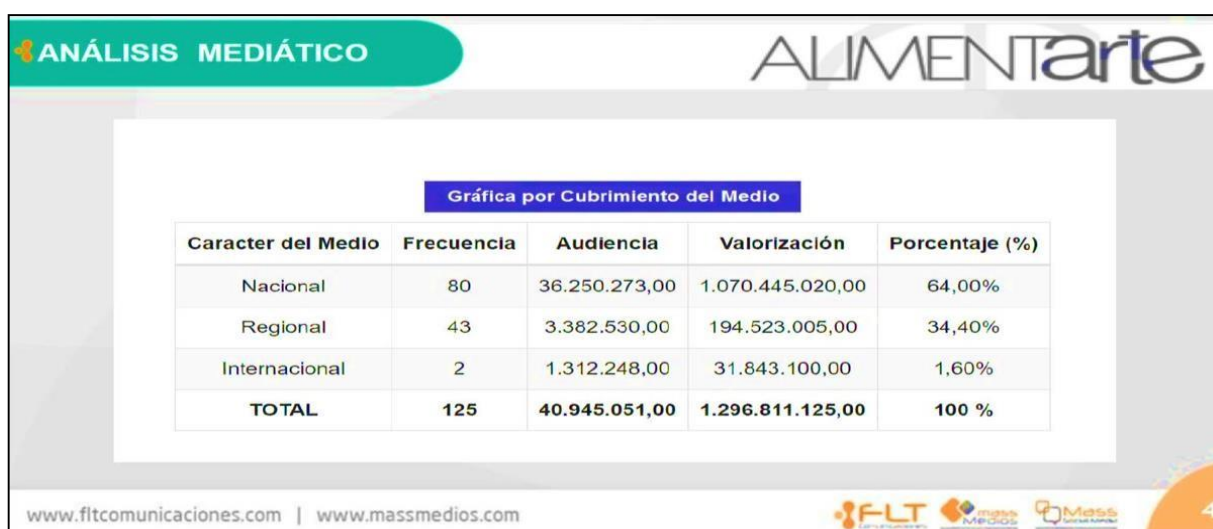 ANÁLISIS MEDIÁTICO
ALIMENTarte
Gráfica por Cubrimiento del Medio
Caracter del Medio Frecuencia Audiencia Valorización Porcentaje (%)
Nacional 80 36.250.273,00 1.070.445.020,00 64,00%
Regional 43 3.382.530,00 194.523.005,00 34,40%
Internacional 2 1.312.248,00 31.843.100,00 1,60%
TOTAL 125 40.945.051,00 1.296.811.125,00 100 %
www.fltcomunicaciones.com | www.massmedios.com
FLT mass Medios Mass
4